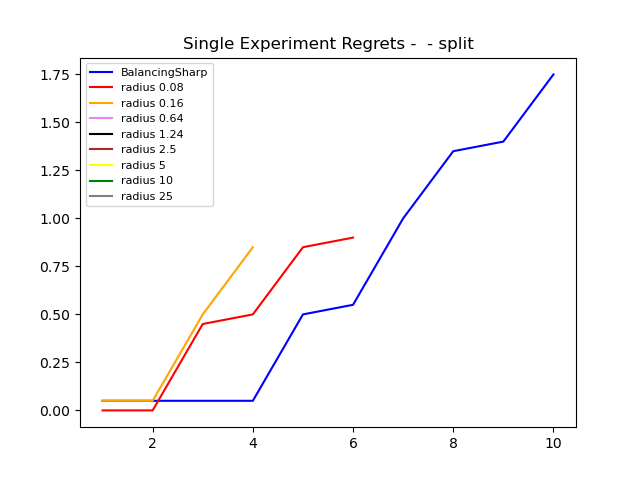 Single Experiment Regrets -  - split
BalancingSharp
radius 0.08
radius 0.16
radius 0.64
radius 1.24
radius 2.5
radius 5
radius 10
radius 25
1.75
1.50
1.25
1.00
0.75
0.50
0.25
0.00
2 4 6 8 10